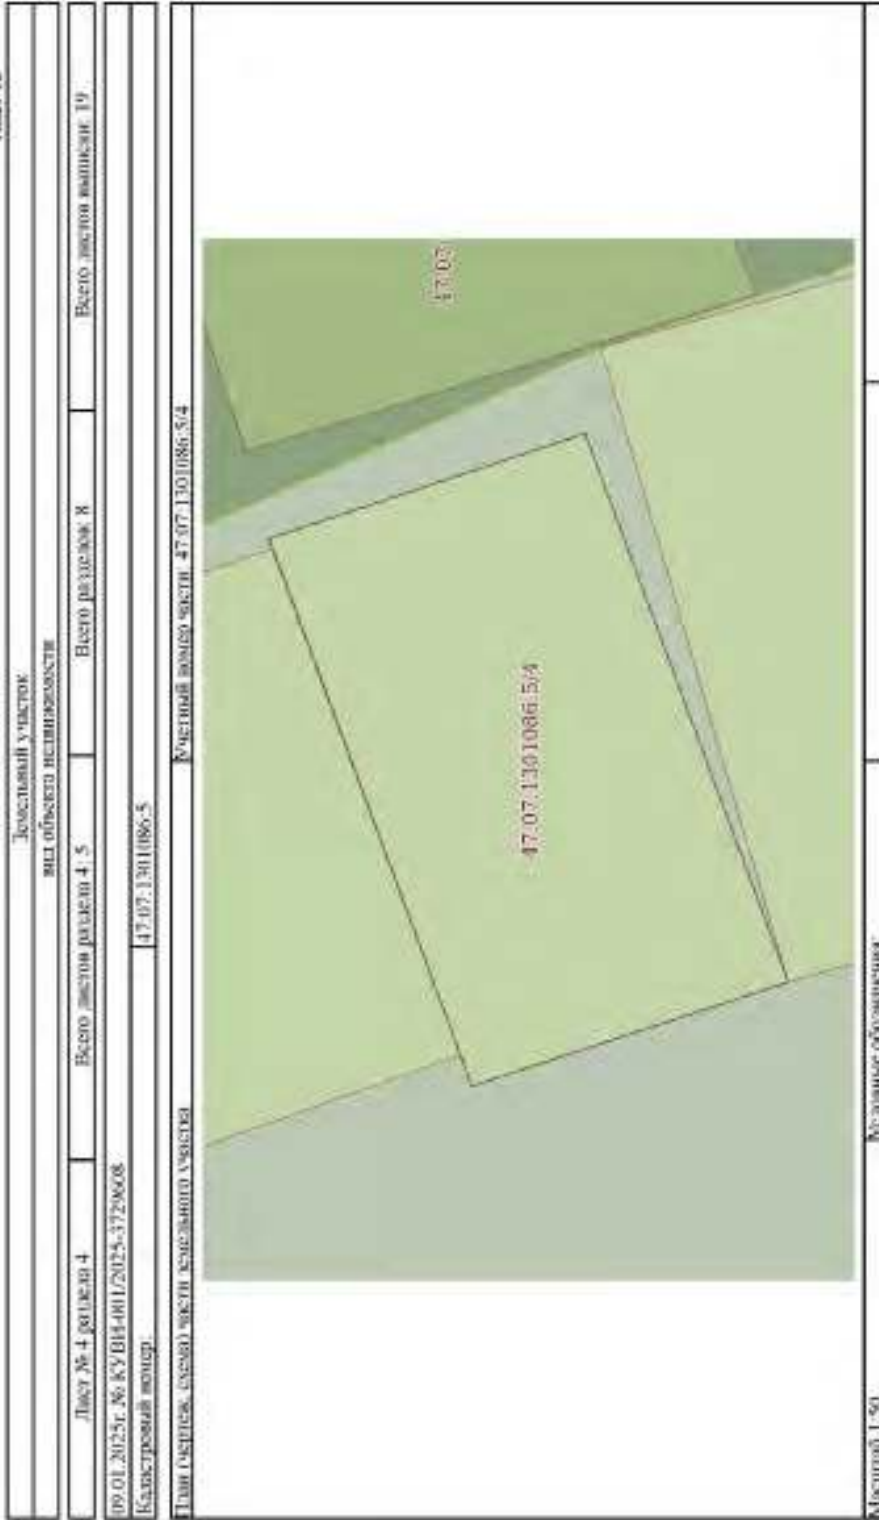 Земельный участок
вид объекта недвижимости
Лист № 4 раздела 4 Всего листов раздела 4: 5 Всего разделов: 8 Всего листов выписки: 19
09.01.2025г. № КУВИ-001/2025-3729608
Кадастровый номер: 47:07:1301086:5
План (чертеж, схема) части земельного участка Учетный номер части: 47:07:1301086:5/4
47:07
47:07:1301086:5/4
Масштаб 1:50 Условные обозначения: